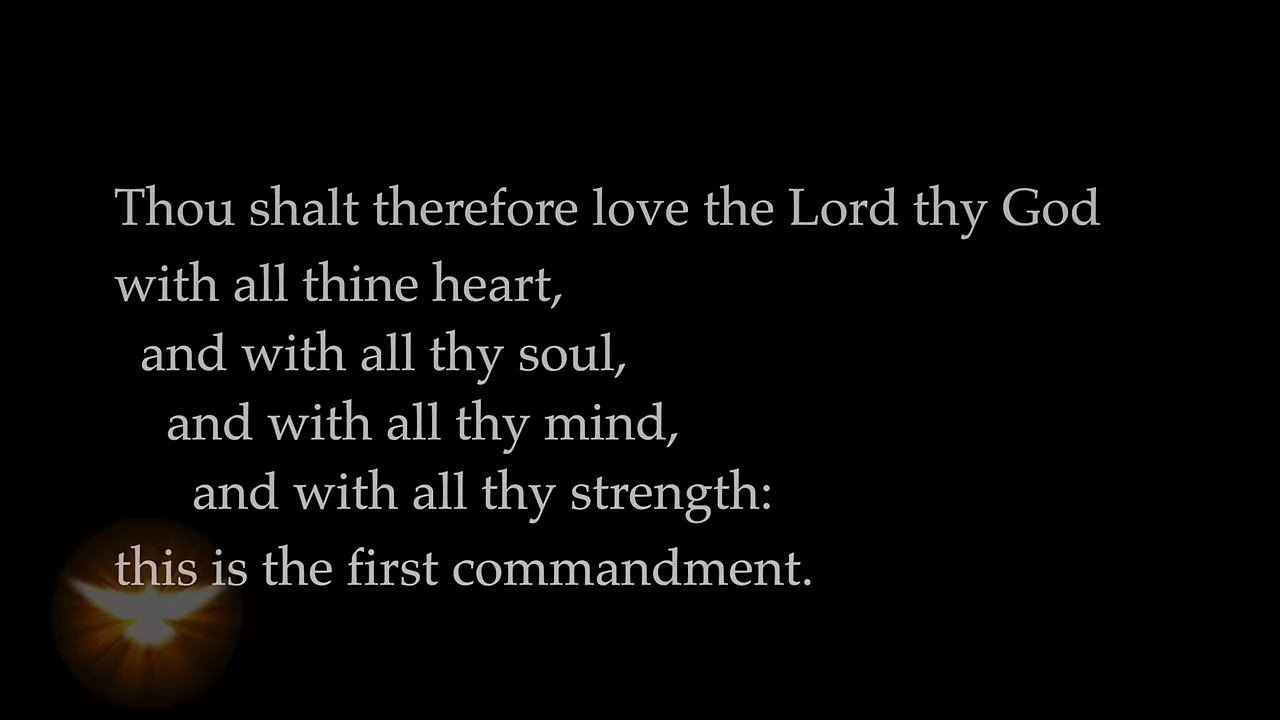 Thou shalt therefore love the Lord thy God
with all thine heart,
and with all thy soul,
and with all thy mind,
and with all thy strength:
this is the first commandment.